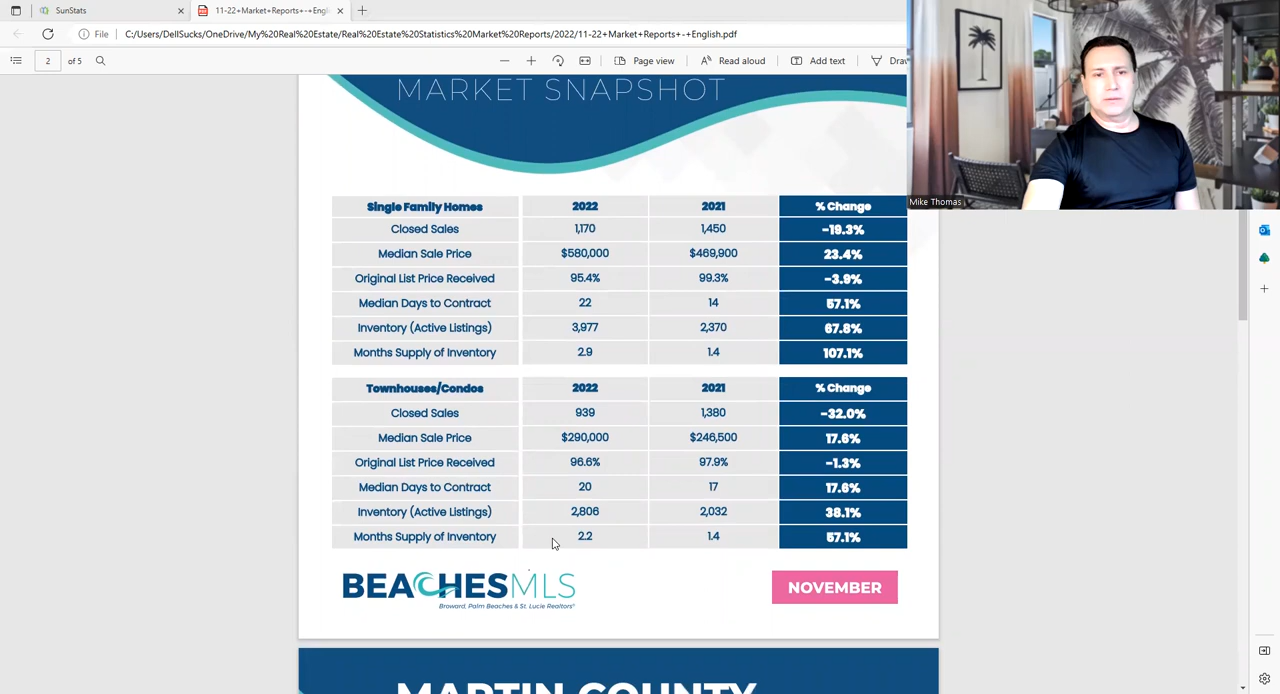 SunStats
11-22+Market+Reports+-+Engl
File
C:/Users/DellSucks/OneDrive/My%20Real%20Estate/Real%20Estate%20Statistics%20Market%20Reports/2022/11-22+Market+Reports+-+English.pdf
2 of 5
Page view
Read aloud
Add text
Draw
Mike Thomas
MARKET SNAPSHOT
Single Family Homes 2022 2021 % Change
Closed Sales 1,170 1,450 -19.3%
Median Sale Price $580,000 $469,900 23.4%
Original List Price Received 95.4% 99.3% -3.9%
Median Days to Contract 22 14 57.1%
Inventory (Active Listings) 3,977 2,370 67.8%
Months Supply of Inventory 2.9 1.4 107.1%
Townhouses/Condos 2022 2021 % Change
Closed Sales 939 1,380 -32.0%
Median Sale Price $290,000 $246,500 17.6%
Original List Price Received 96.6% 97.9% -1.3%
Median Days to Contract 20 17 17.6%
Inventory (Active Listings) 2,806 2,032 38.1%
Months Supply of Inventory 2.2 1.4 57.1%
BEACHESMLS
Broward, Palm Beaches & St. Lucie Realtors®
NOVEMBER
MARTIN COUNTY